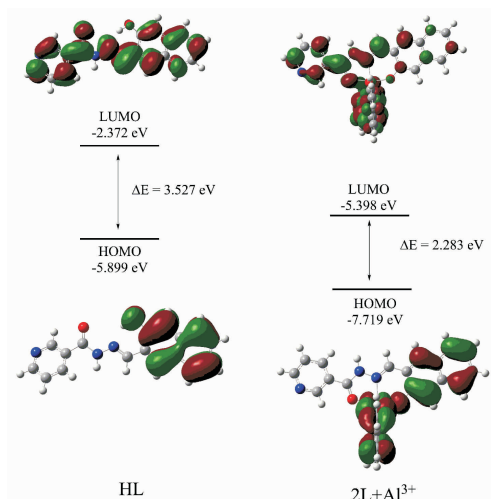 LUMO
-2.372 eV
ΔE = 3.527 eV
HOMO
-5.899 eV
HL
LUMO
-5.398 eV
ΔE = 2.283 eV
HOMO
-7.719 eV
2L+Al³⁺